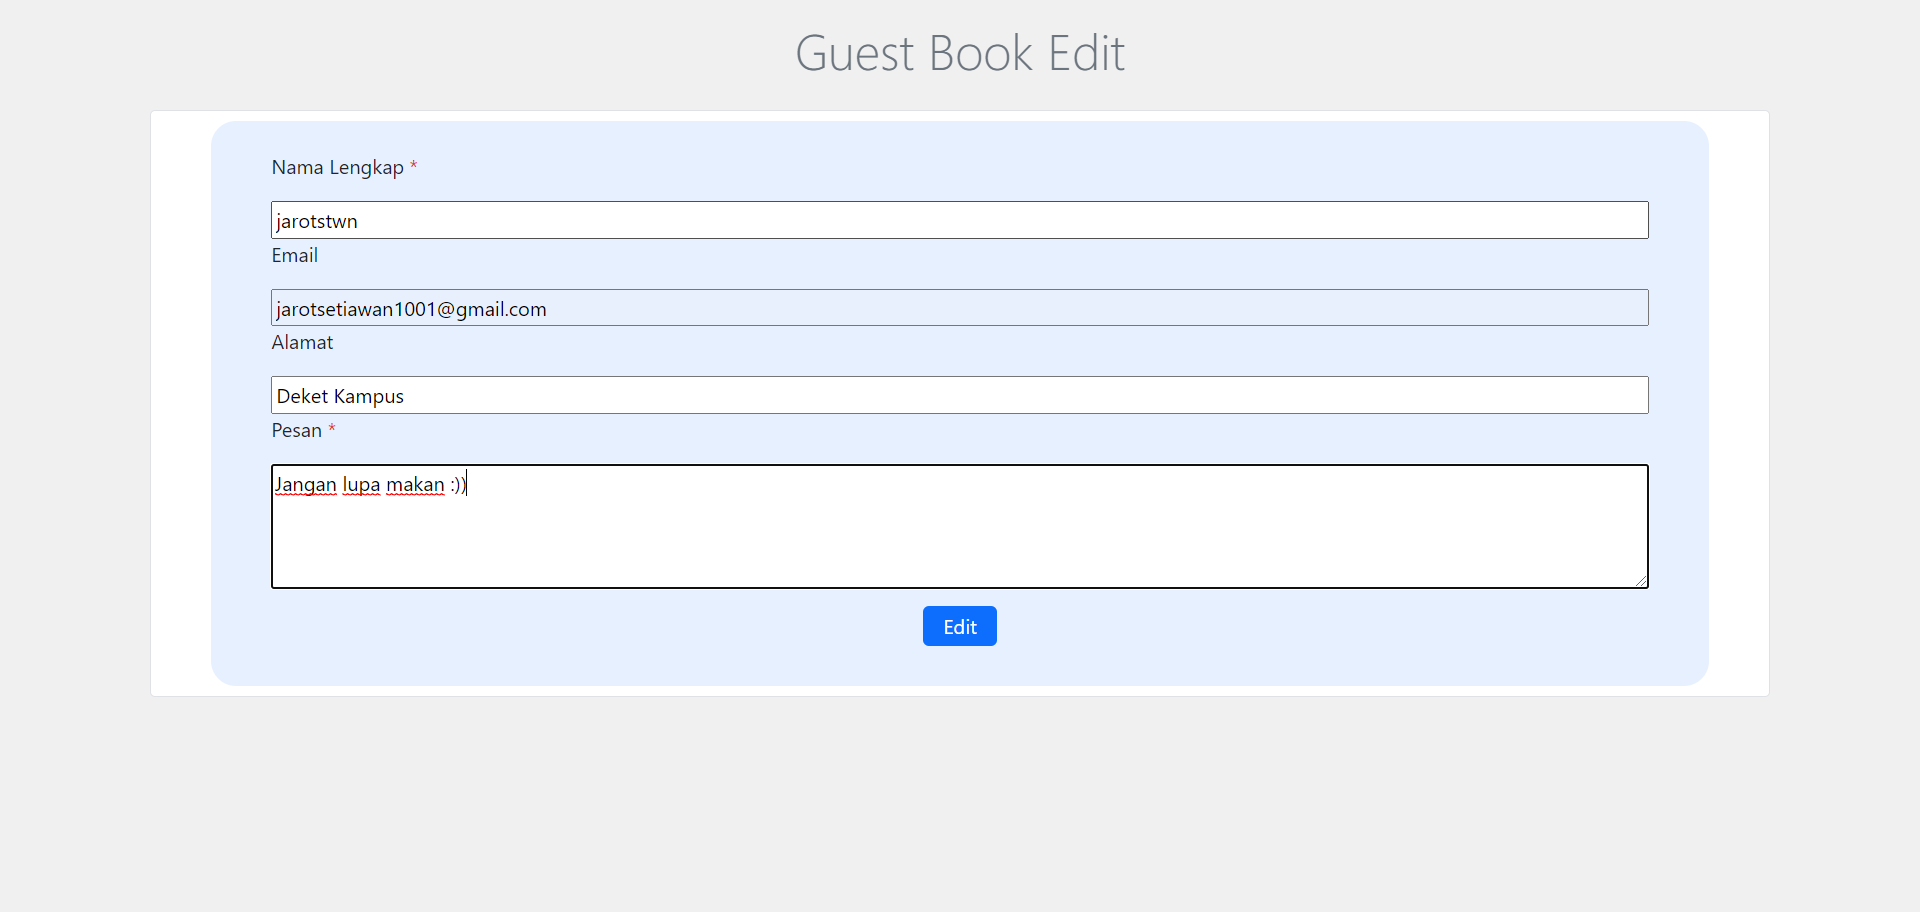 Guest Book Edit
Nama Lengkap *
jarotstwn
Email
jarotsetiawan1001@gmail.com
Alamat
Deket Kampus
Pesan *
Jangan lupa makan :))
Edit